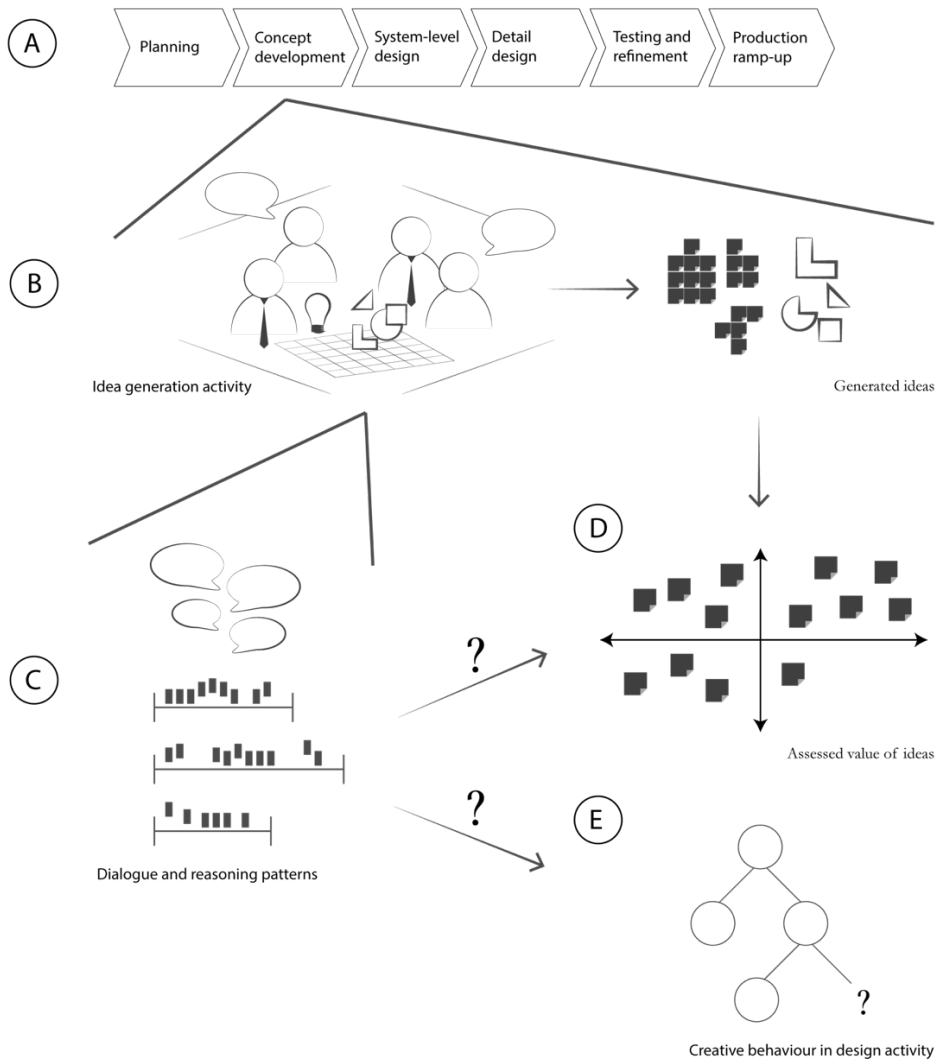 A
Planning
Concept
development
System-level
design
Detail
design
Testing and
refinement
Production
ramp-up
B
Idea generation activity
Generated ideas
D
C
?
Assessed value of ideas
?
E
Dialogue and reasoning patterns
?
Creative behaviour in design activity